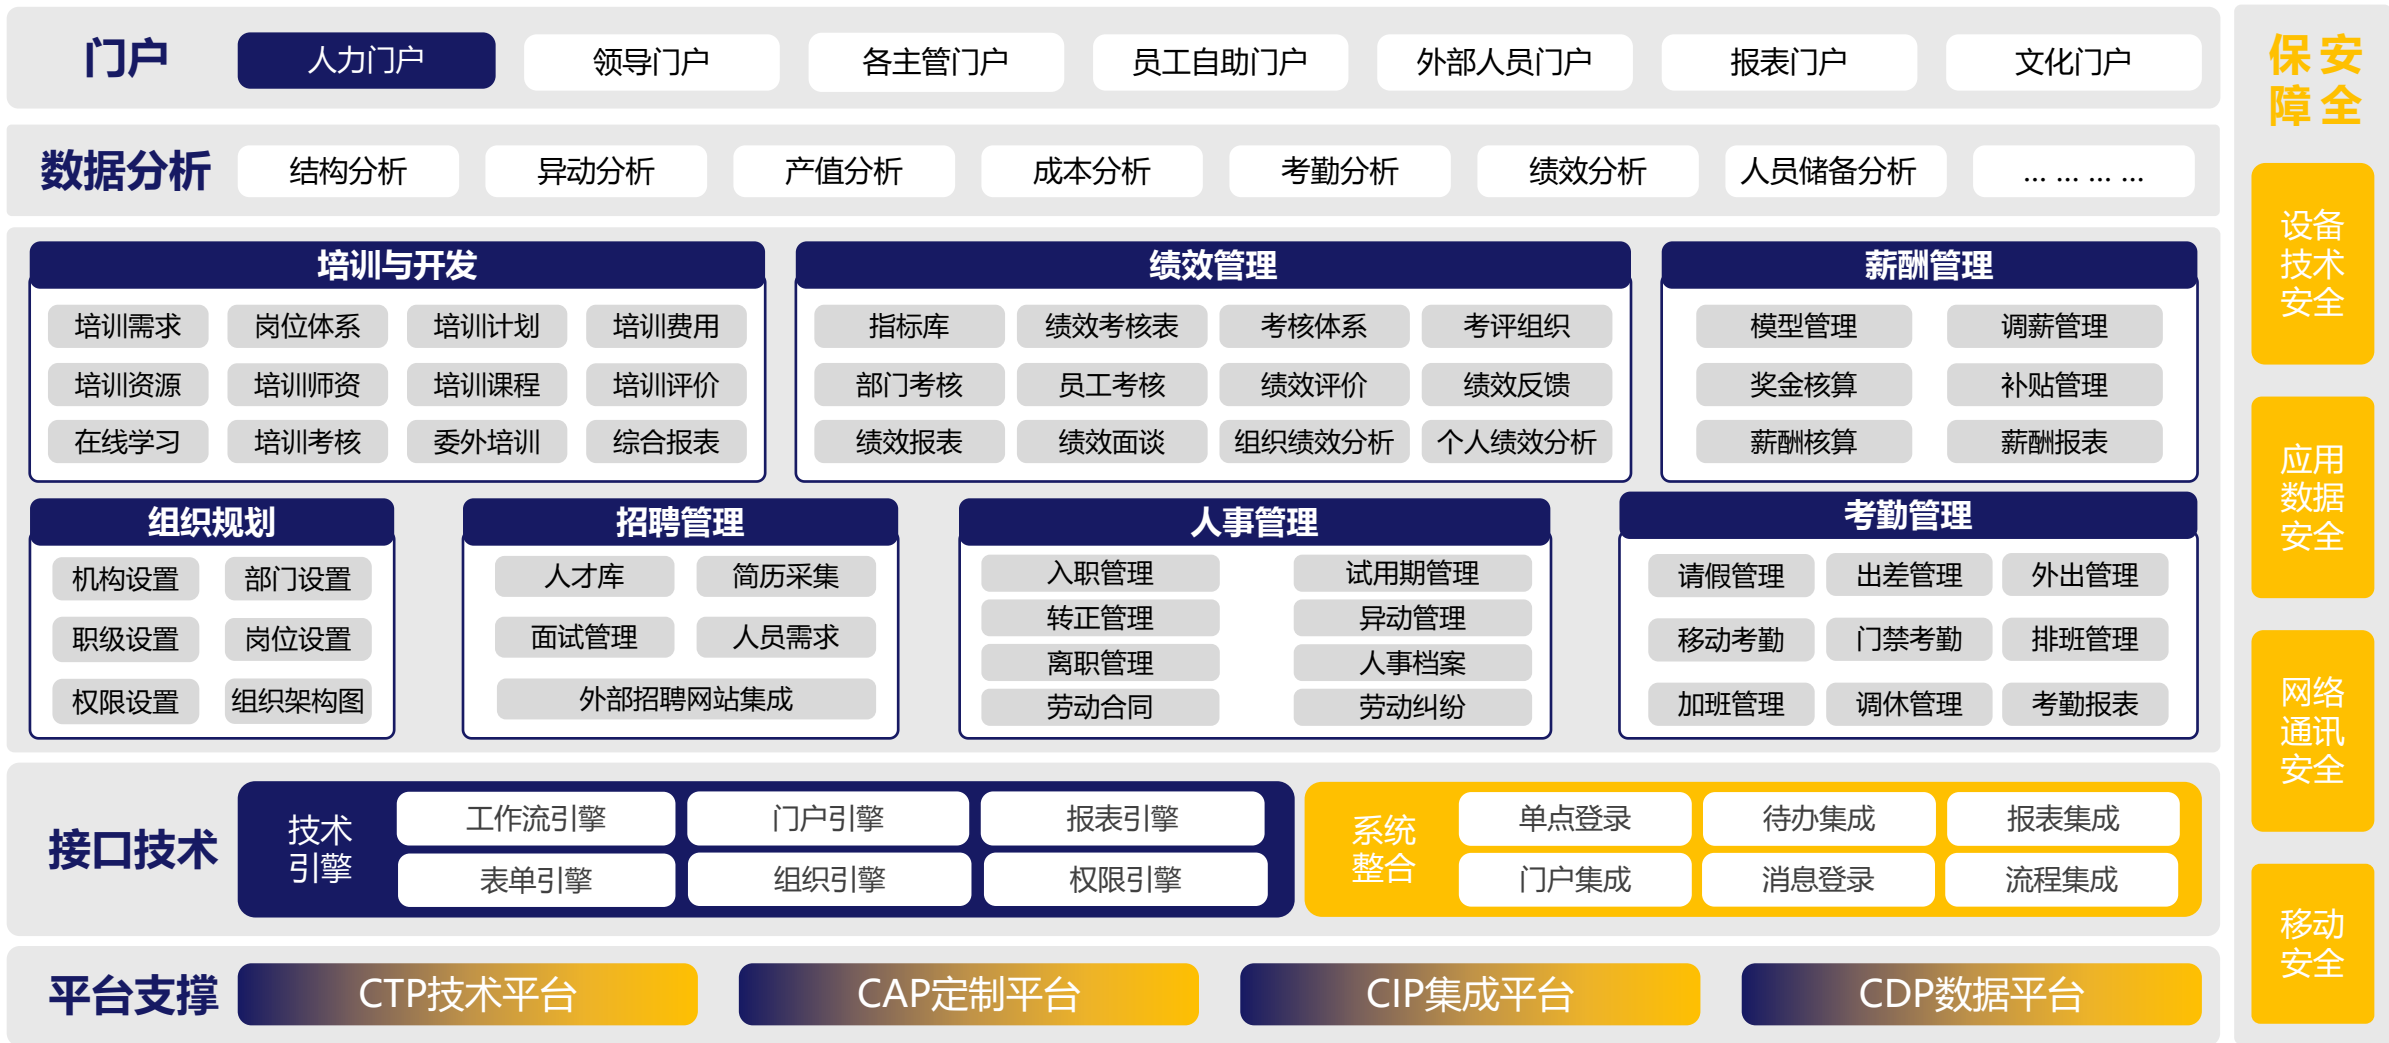 门户
人力门户
领导门户
各主管门户
员工自助门户
外部人员门户
报表门户
文化门户
数据分析
结构分析
异动分析
产值分析
成本分析
考勤分析
绩效分析
人员储备分析
... ... ... ...
培训与开发
培训需求
岗位体系
培训计划
培训费用
培训资源
培训师资
培训课程
培训评价
在线学习
培训考核
委外培训
综合报表
绩效管理
指标库
绩效考核表
考核体系
考评组织
部门考核
员工考核
绩效评价
绩效反馈
绩效报表
绩效面谈
组织绩效分析
个人绩效分析
薪酬管理
模型管理
调薪管理
奖金核算
补贴管理
薪酬核算
薪酬报表
组织规划
机构设置
部门设置
职级设置
岗位设置
权限设置
组织架构图
招聘管理
人才库
简历采集
面试管理
人员需求
外部招聘网站集成
人事管理
入职管理
试用期管理
转正管理
异动管理
离职管理
人事档案
劳动合同
劳动纠纷
考勤管理
请假管理
出差管理
外出管理
移动考勤
门禁考勤
排班管理
加班管理
调休管理
考勤报表
接口技术
技术
引擎
工作流引擎
门户引擎
报表引擎
表单引擎
组织引擎
权限引擎
系统
整合
单点登录
待办集成
报表集成
门户集成
消息登录
流程集成
平台支撑
CTP技术平台
CAP定制平台
CIP集成平台
CDP数据平台
保 安
障 全
设备
技术
安全
应用
数据
安全
网络
通讯
安全
移动
安全